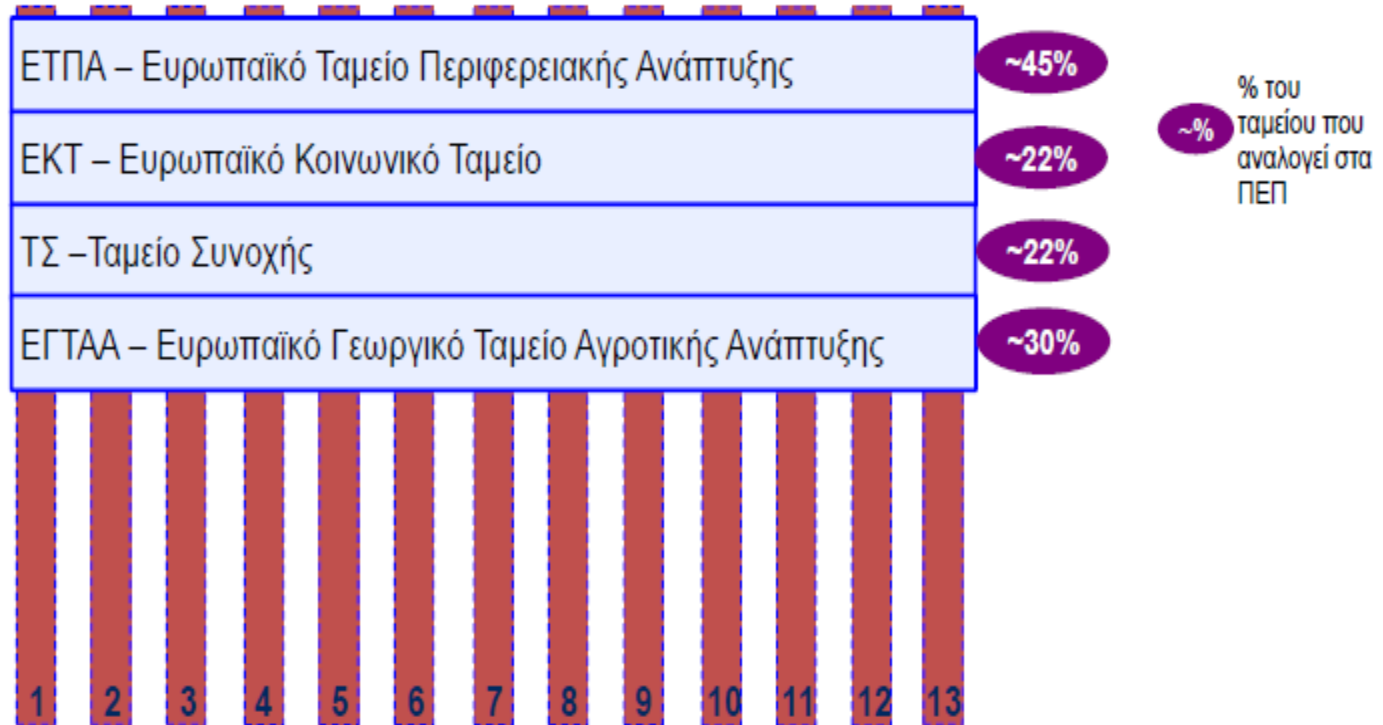 ΕΤΠΑ – Ευρωπαϊκό Ταμείο Περιφερειακής Ανάπτυξης
~45%
ΕΚΤ – Ευρωπαϊκό Κοινωνικό Ταμείο
~22%
ΤΣ –Ταμείο Συνοχής
~22%
ΕΓΤΑΑ – Ευρωπαϊκό Γεωργικό Ταμείο Αγροτικής Ανάπτυξης
~30%
~%
% του
ταμείου που
αναλογεί στα
ΠΕΠ
1 2 3 4 5 6 7 8 9 10 11 12 13